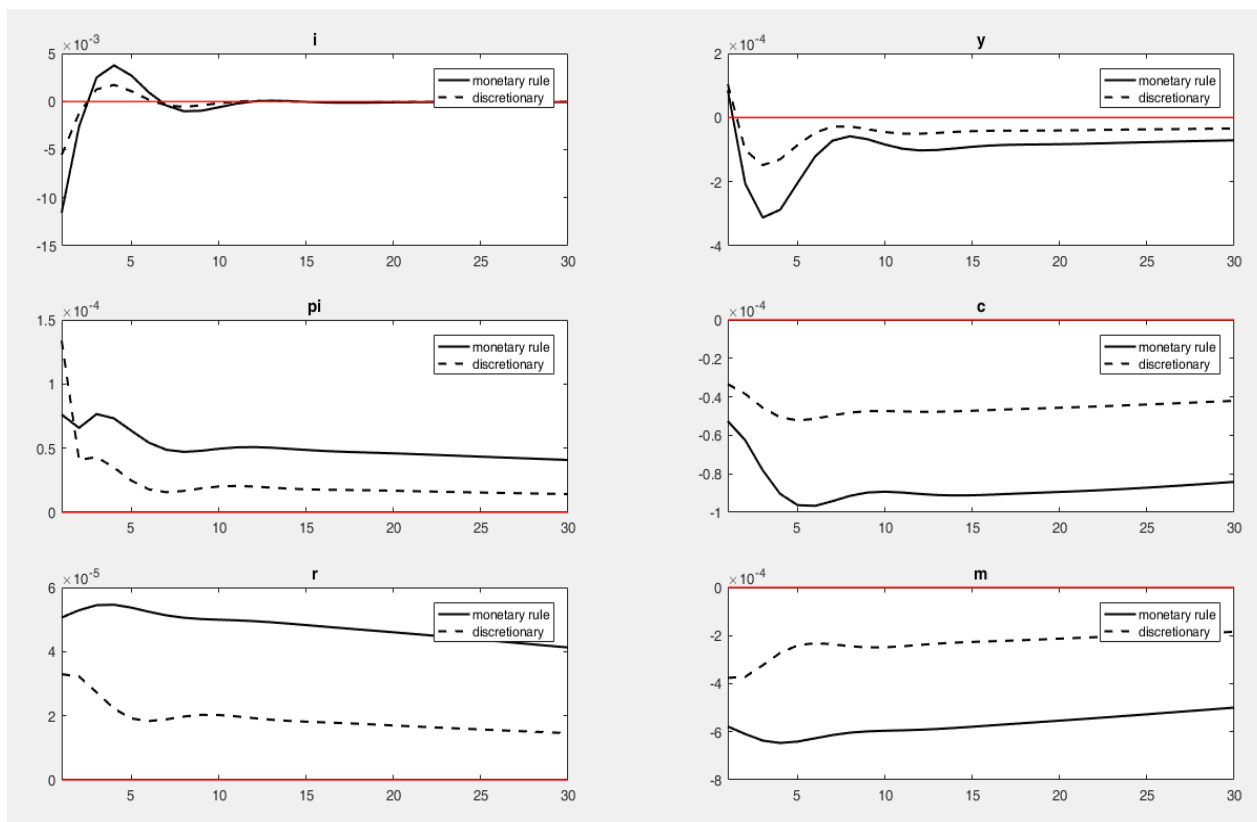 i
×10⁻³
5
0
-5
-10
-15
5 10 15 20 25 30
monetary rule
discretionary
y
×10⁻⁴
2
0
-2
-4
5 10 15 20 25 30
monetary rule
discretionary
pi
×10⁻⁴
1.5
1
0.5
0
5 10 15 20 25 30
monetary rule
discretionary
c
×10⁻⁴
0
-0.2
-0.4
-0.6
-0.8
-1
5 10 15 20 25 30
monetary rule
discretionary
r
×10⁻⁵
6
4
2
0
5 10 15 20 25 30
monetary rule
discretionary
m
×10⁻⁴
0
-2
-4
-6
-8
5 10 15 20 25 30
monetary rule
discretionary